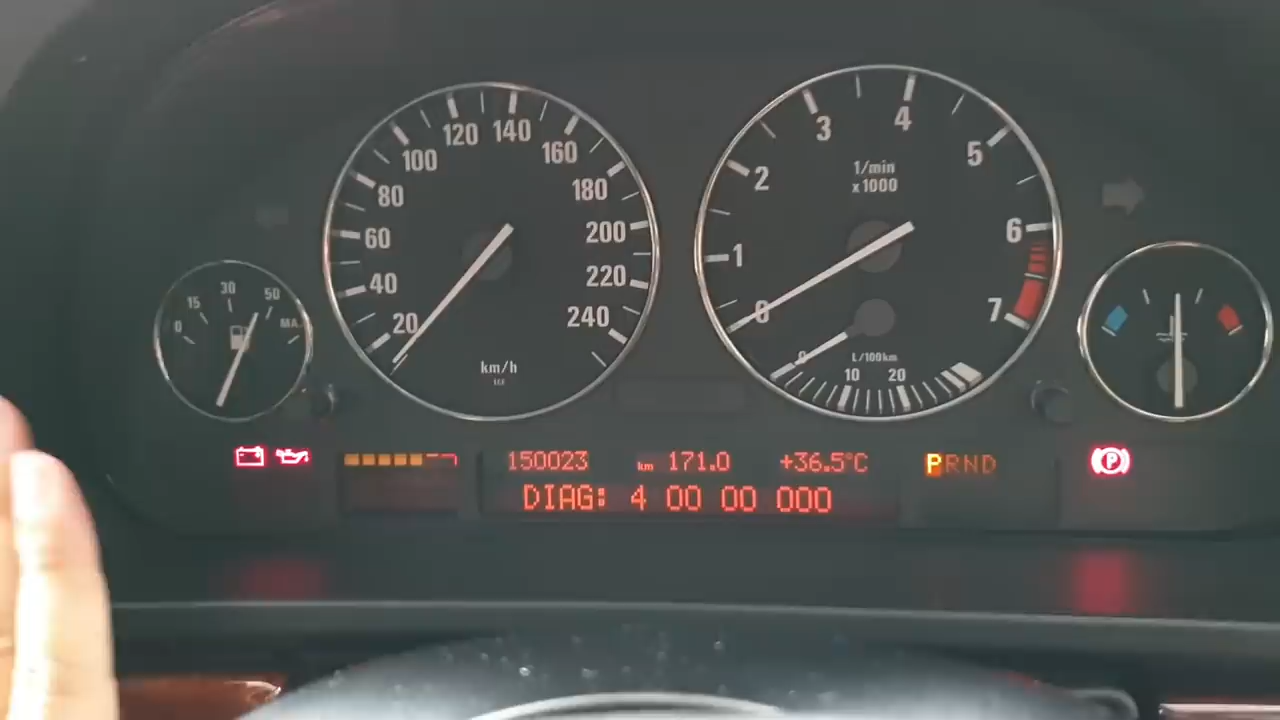 0 15 30 50 MA.
20 40 60 80 100 120 140 160 180 200 220 240
km/h
0 1 2 3 4 5 6 7
1/min
x1000
0 10 20
L/100km
150023 km 171.0 +36.5°C
PRND
P
DIAG: 4 00 00 000